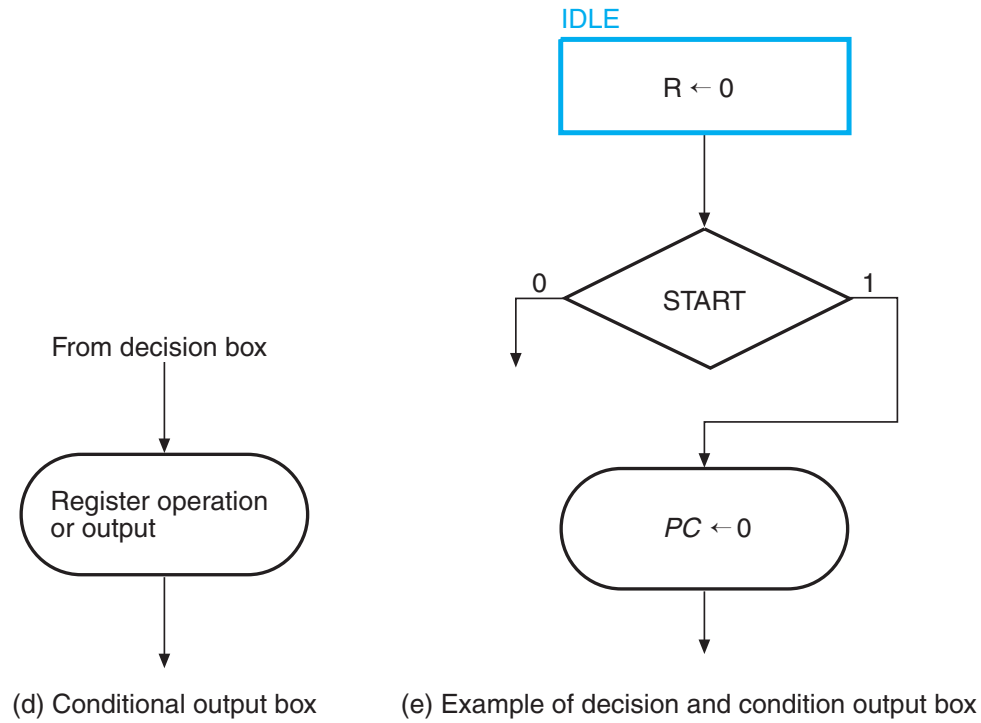 IDLE
R ← 0
0
START
1
From decision box
Register operation
or output
PC ← 0
(d) Conditional output box
(e) Example of decision and condition output box